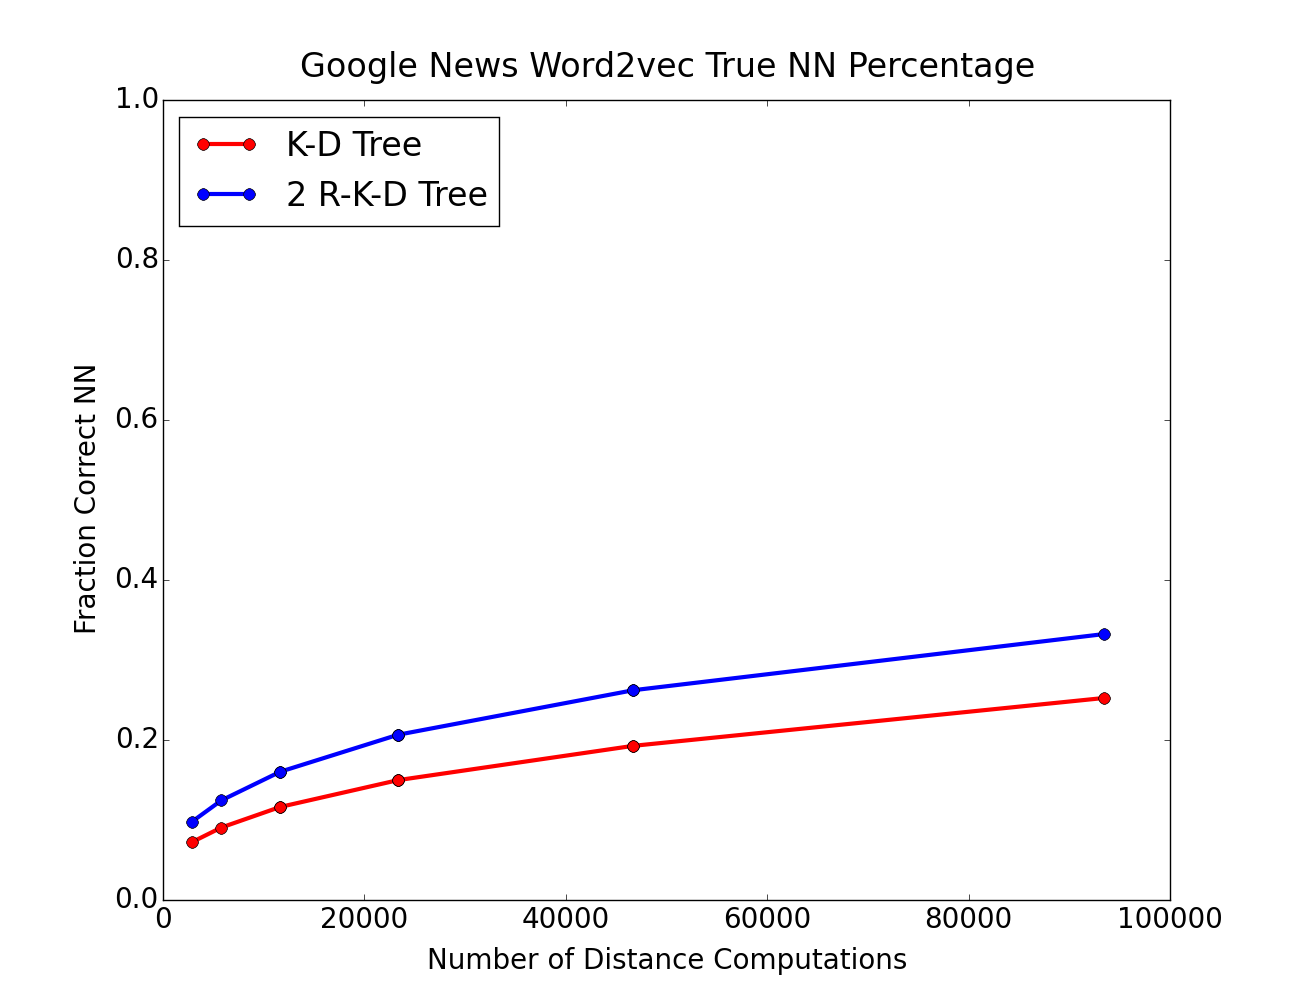 Google News Word2vec True NN Percentage
1.0
K-D Tree
2 R-K-D Tree
0.8
0.6
0.4
0.2
0.0
Fraction Correct NN
0 20000 40000 60000 80000 100000
Number of Distance Computations